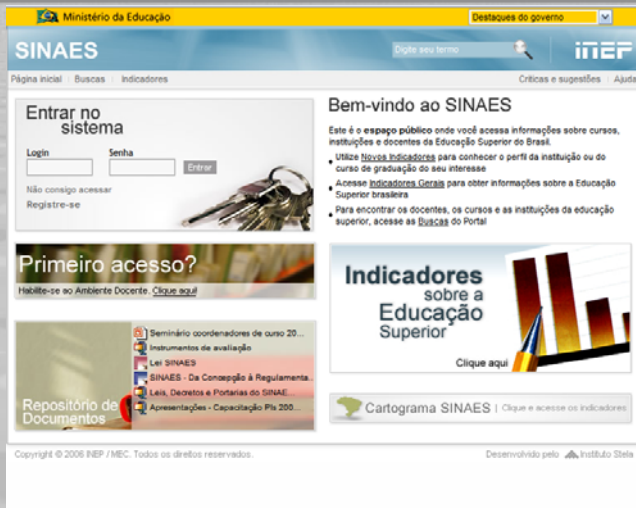 Ministério da Educação
Destaques do governo
SINAES
Digite seu termo
inep
Página inicial
Buscas
Indicadores
Críticas e sugestões
Ajuda
Entrar no
sistema
Login
Senha
Entrar
Não consigo acessar
Registre-se
Bem-vindo ao SINAES
Este é o espaço público onde você acessa informações sobre cursos,
instituições e docentes da Educação Superior do Brasil.
Utilize Novos Indicadores para conhecer o perfil da instituição ou do
curso de graduação do seu interesse
Acesse Indicadores Gerais para obter informações sobre a Educação
Superior brasileira
Para encontrar os docentes, os cursos e as instituições da educação
superior, acesse as Buscas do Portal
Primeiro acesso?
Habilite-se ao Ambiente Docente. Clique aqui!
Indicadores
sobre a
Educação
Superior
Clique aqui
Repositório de
Documentos
Seminário coordenadores de curso 20...
Instrumentos de avaliação
Lei SINAES
SINAES - Da Concepção à Regulamenta...
Leis, Decretos e Portarias do SINAE...
Apresentações - Capacitação PIs 200...
Cartograma SINAES | Clique e acesse os indicadores
Copyright © 2006 INEP / MEC. Todos os direitos reservados.
Desenvolvido pelo Instituto Stela